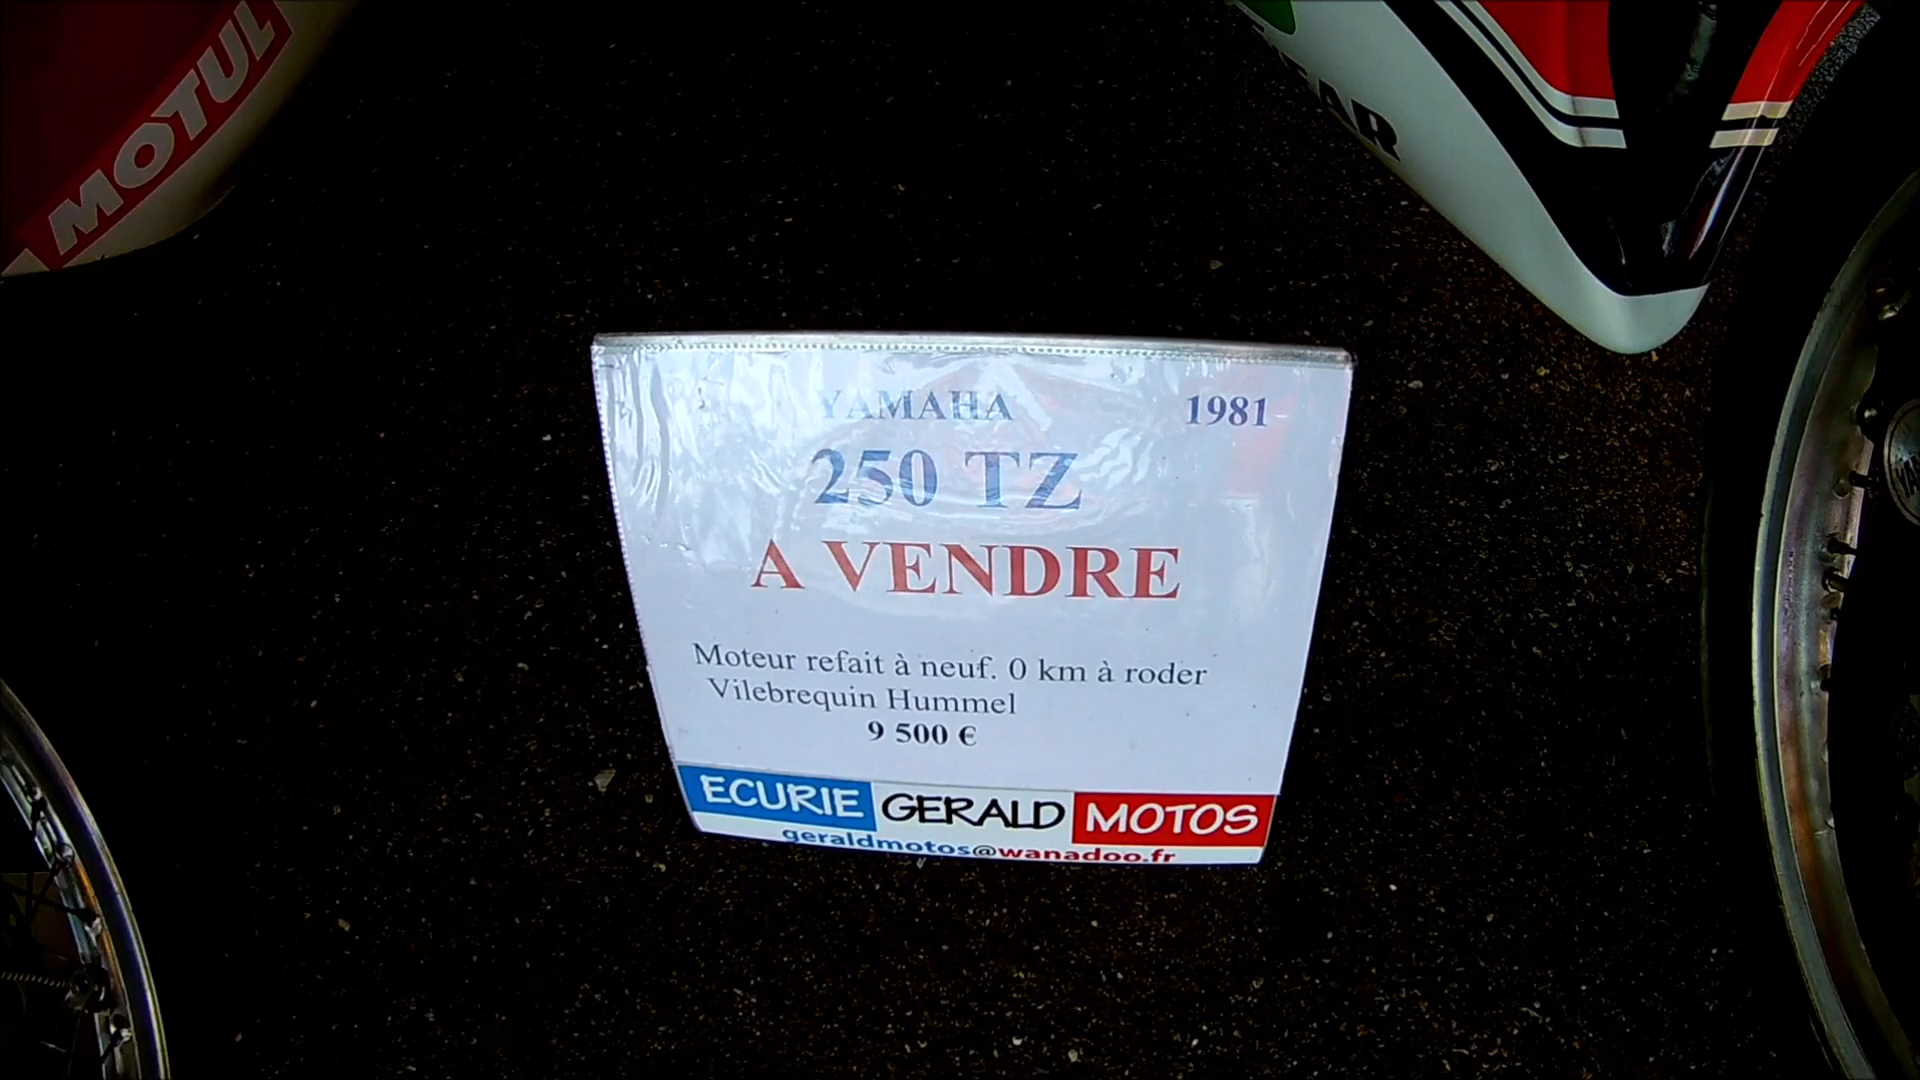 MOTUL
YAMAHA 1981
250 TZ
A VENDRE
Moteur refait à neuf. 0 km à roder
Vilebrequin Hummel
9 500 €
ECURIE GERALD MOTOS
geraldmotos@wanadoo.fr